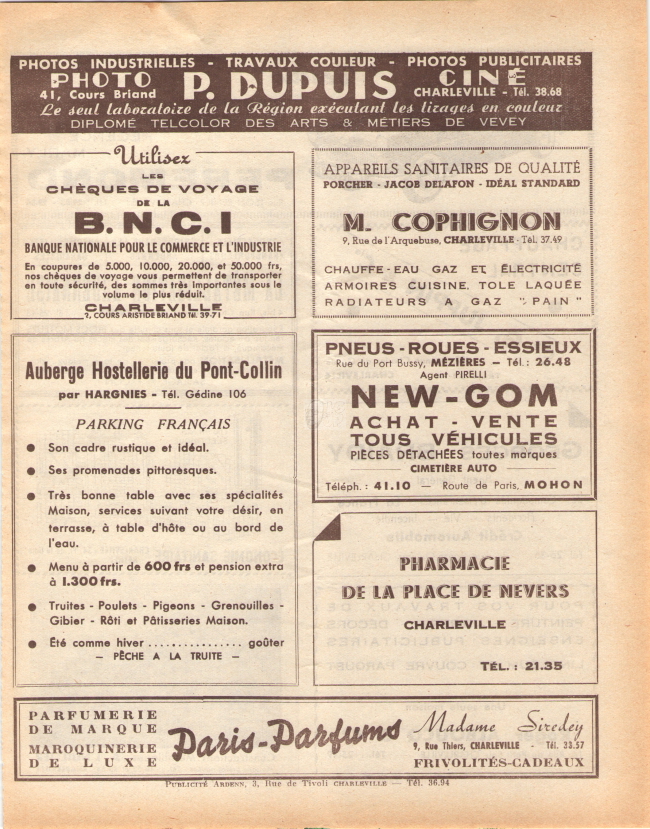 PHOTOS INDUSTRIELLES - TRAVAUX COULEUR - PHOTOS PUBLICITAIRES
PHOTO P. DUPUIS CINÉ
41, Cours Briand CHARLEVILLE - Tél. 38.68
Le seul laboratoire de la Région exécutant les tirages en couleur
DIPLOMÉ TELCOLOR DES ARTS & MÉTIERS DE VEVEY
Utilisez
LES
CHÈQUES DE VOYAGE
DE LA
B.N.C.I
BANQUE NATIONALE POUR LE COMMERCE ET L'INDUSTRIE
En coupures de 5.000, 10.000, 20.000, et 50.000 frs,
nos chèques de voyage vous permettent de transporter
en toute sécurité, des sommes très importantes sous le
volume le plus réduit.
CHARLEVILLE
7, COURS ARISTIDE BRIAND Tél. 39-71
APPAREILS SANITAIRES DE QUALITÉ
PORCHER - JACOB DELAFON - IDÉAL STANDARD
M. COPHIGNON
9, Rue de l'Arquebuse, CHARLEVILLE - Tél. 37.49
CHAUFFE-EAU GAZ ET ÉLECTRICITÉ
ARMOIRES CUISINE. TOLE LAQUÉE
RADIATEURS A GAZ " PAIN "
Auberge Hostellerie du Pont-Collin
par HARGNIES - Tél. Gédine 106
PARKING FRANÇAIS
● Son cadre rustique et idéal.
● Ses promenades pittorésques.
● Très bonne table avec ses spécialités
Maison, services suivant votre désir, en
terrasse, à table d'hôte ou au bord de
l'eau.
● Menu à partir de 600 frs et pension extra
à 1.300 frs.
● Truites - Poulets - Pigeons - Grenouilles -
Gibier - Rôti et Pâtisseries Maison.
● Été comme hiver ................ goûter
– PÊCHE A LA TRUITE –
PNEUS - ROUES - ESSIEUX
Rue du Port Bussy, MÉZIÈRES – Tél. : 26.48
Agent PIRELLI
NEW-GOM
ACHAT - VENTE
TOUS VÉHICULES
PIÈCES DÉTACHÉES toutes marques
CIMETIÈRE AUTO
Téléph. : 41.10 — Route de Paris, MOHON
PHARMACIE
DE LA PLACE DE NEVERS
CHARLEVILLE
TÉL. : 21.35
PARFUMERIE
DE MARQUE
MAROQUINERIE
DE LUXE
Paris-Parfums
Madame Siredey
9, Rue Thiers, CHARLEVILLE - Tél. 33.57
FRIVOLITÉS-CADEAUX
PUBLICITÉ ARDENN, 3, Rue de Tivoli CHARLEVILLE — Tél. 36.94